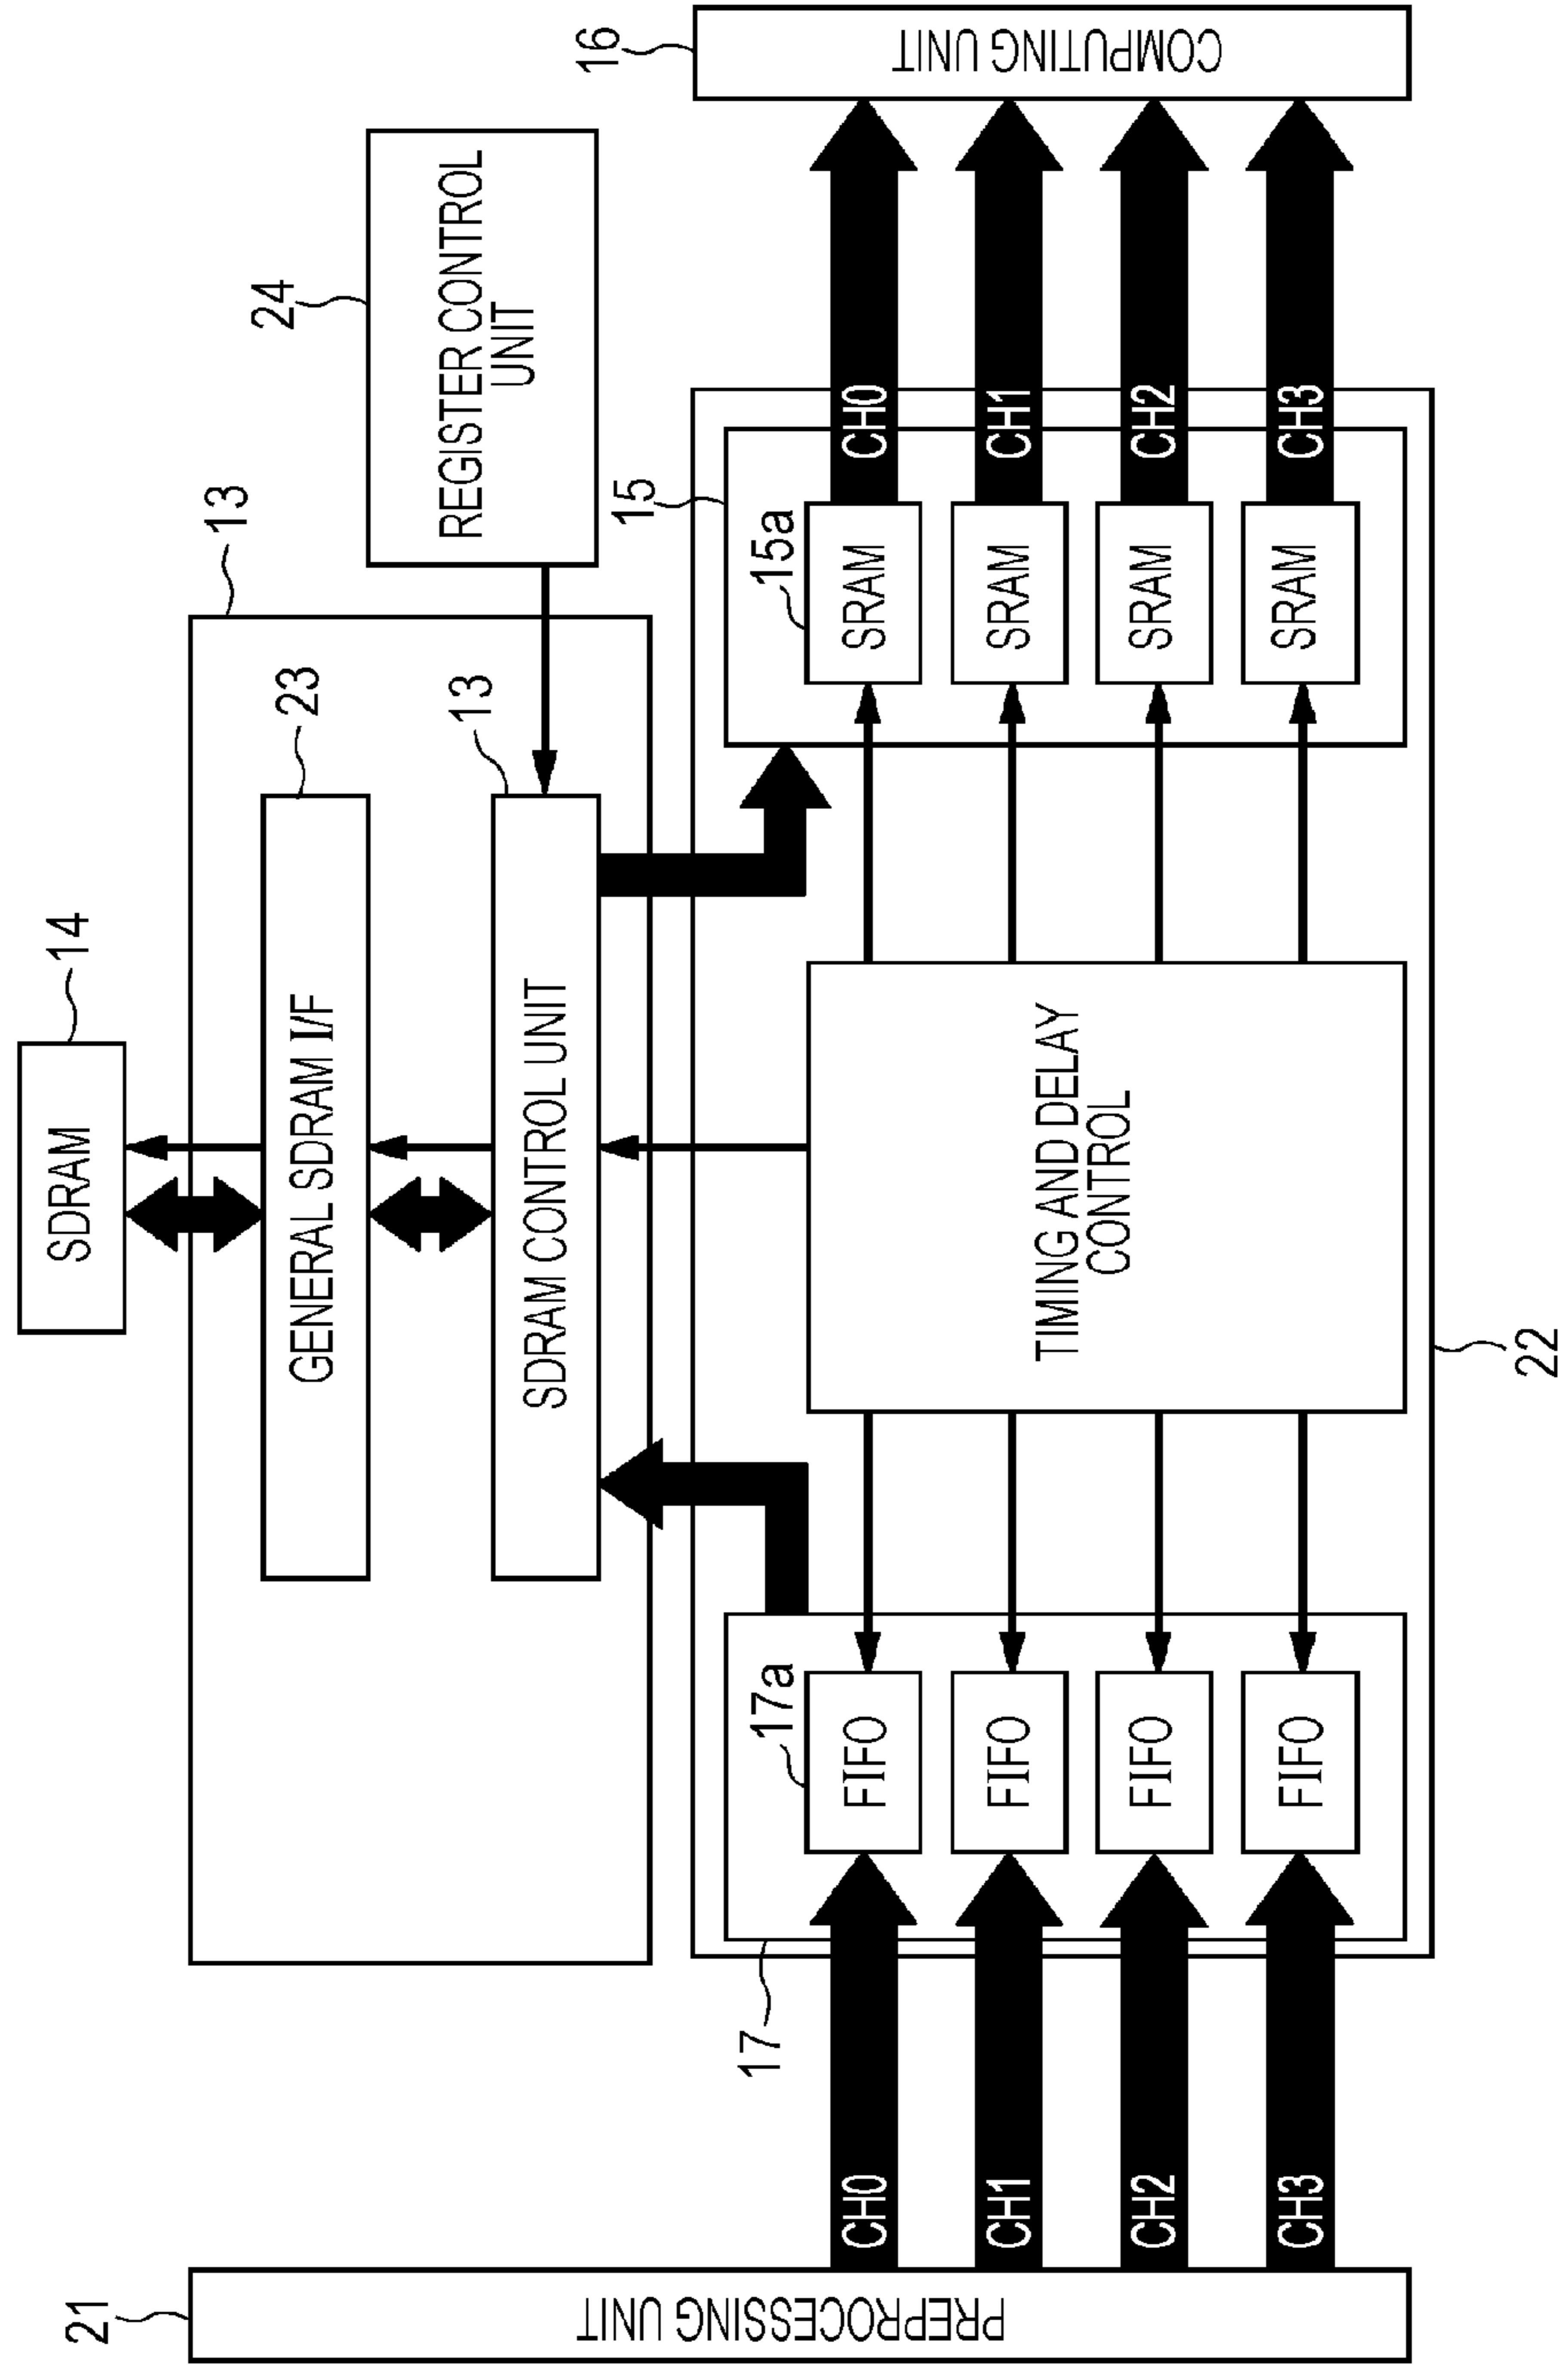 14
SDRAM
13
23
GENERAL SDRAM I/F
13
SDRAM CONTROL UNIT
24
REGISTER CONTROL
UNIT
21
PREPROCESSING UNIT
CH0
CH1
CH2
CH3
17
17a
FIFO
FIFO
FIFO
FIFO
TIMING AND DELAY
CONTROL
22
15
15a
SRAM
SRAM
SRAM
SRAM
CH0
CH1
CH2
CH3
16
COMPUTING UNIT